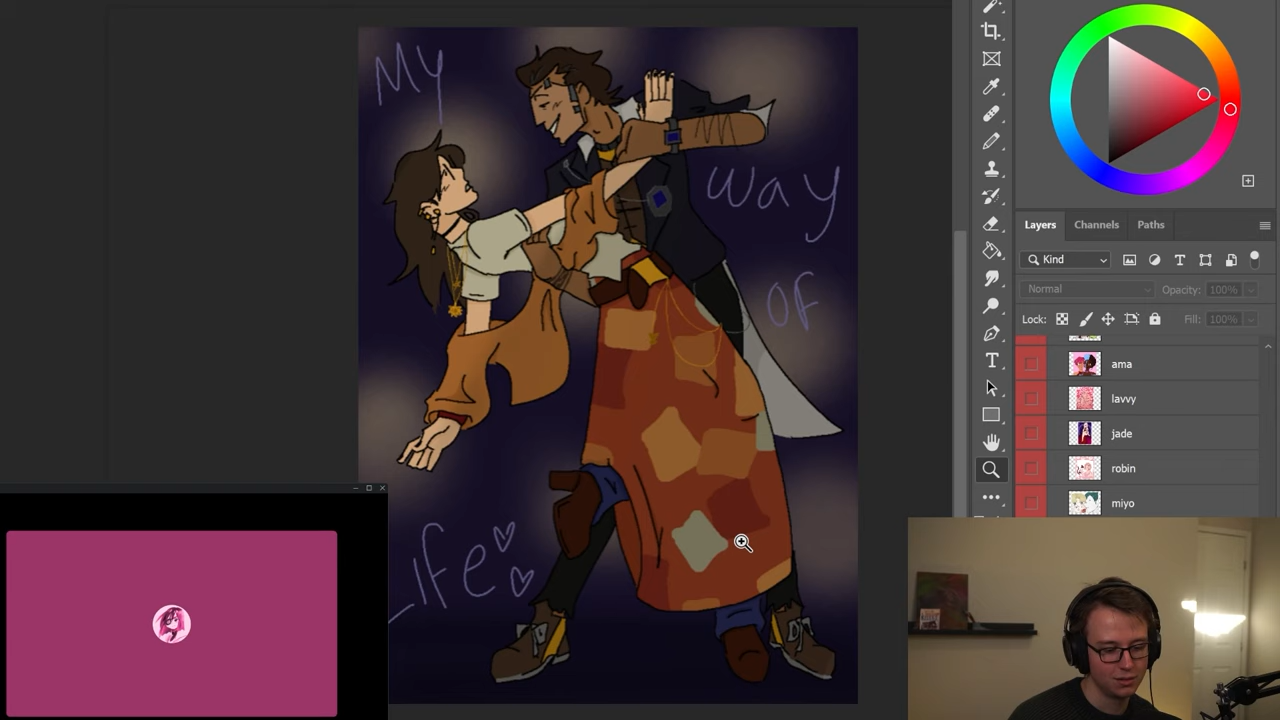 My
way
OF
Life
Layers Channels Paths
Kind
Normal Opacity: 100%
Lock: Fill: 100%
ama
lavvy
jade
robin
miyo